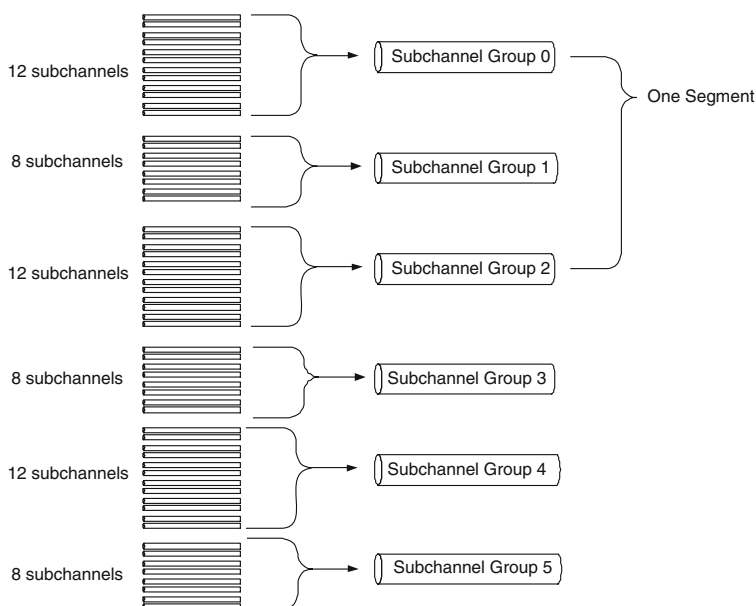 12 subchannels
Subchannel Group 0
One Segment
8 subchannels
Subchannel Group 1
12 subchannels
Subchannel Group 2
8 subchannels
Subchannel Group 3
12 subchannels
Subchannel Group 4
8 subchannels
Subchannel Group 5